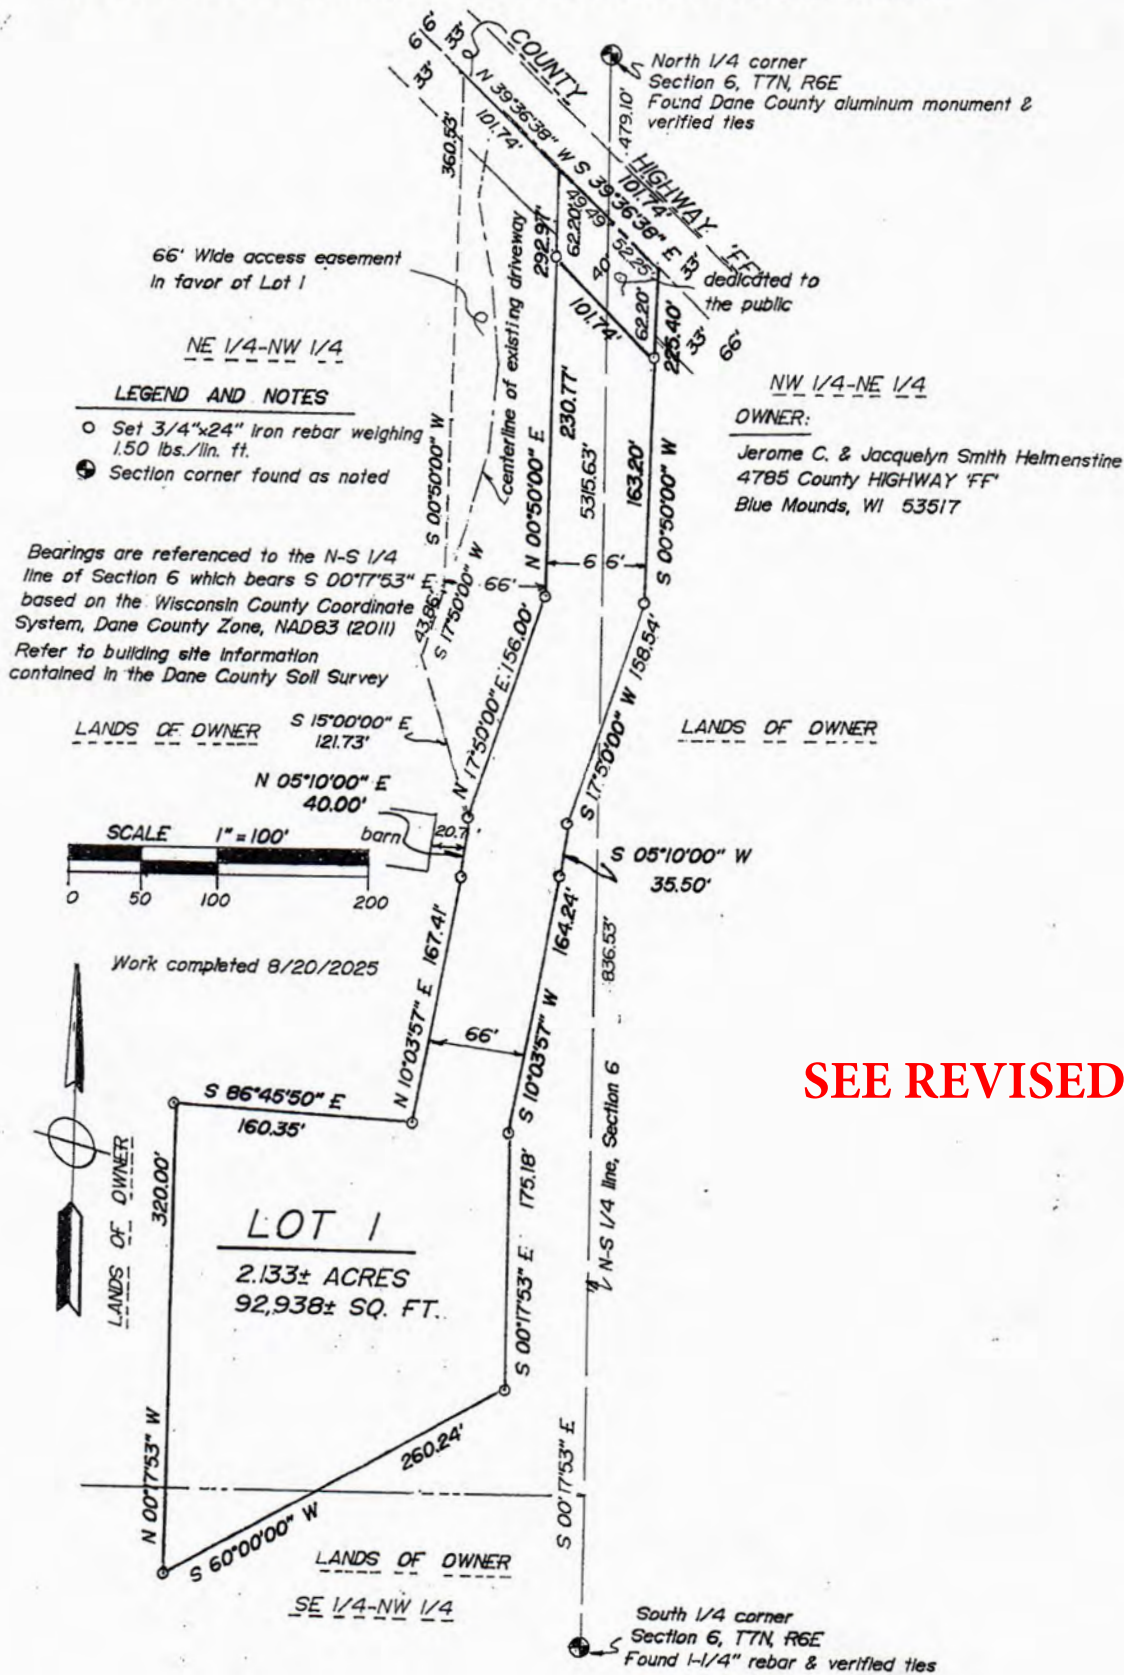 COUNTY
HIGHWAY 'FF'
66'
33'
33'
N 39°36'38" W
101.74'
S 39°36'38" E
101.74'
479.10'
North 1/4 corner
Section 6, T7N, R6E
Found Dane County aluminum monument &
verified ties
360.53'
292.97'
62.20'
49.49
52.25'
40'
62.20'
101.74'
33'
33'
66'
225.40'
dedicated to
the public
66' Wide access easement
in favor of Lot 1
centerline of existing driveway
NE 1/4-NW 1/4
NW 1/4-NE 1/4
LEGEND AND NOTES
Set 3/4"x24" iron rebar weighing
1.50 lbs./lin. ft.
Section corner found as noted
OWNER:
Jerome C. & Jacquelyn Smith Helmenstine
4785 County HIGHWAY 'FF'
Blue Mounds, WI 53517
S 00°50'00" W
N 00°50'00" E
230.77'
5315.63'
163.20'
S 00°50'00" W
Bearings are referenced to the N-S 1/4
line of Section 6 which bears S 00°17'53" E
based on the Wisconsin County Coordinate
System, Dane County Zone, NAD83 (2011)
Refer to building site information
contained in the Dane County Soil Survey
66'
66'
43.86'
S 17°50'00" W
N 17°50'00" E 156.00'
S 17°50'00" W 158.54'
LANDS OF OWNER
S 15°00'00" E
121.73'
LANDS OF OWNER
N 05°10'00" E
40.00'
barn
20.7'
SCALE 1" = 100'
0 50 100 200
S 05°10'00" W
35.50'
Work completed 8/20/2025
N 10°03'57" E 167.41'
66'
S 10°03'57" W 164.24'
836.53'
N-S 1/4 line, Section 6
SEE REVISED
S 86°45'50" E
160.35'
LANDS OF OWNER
N 00°17'53" W
320.00'
LOT 1
2.133± ACRES
92,938± SQ. FT.
S 00°17'53" E 175.18'
S 60°00'00" W
260.24'
S 00°17'53" E
LANDS OF OWNER
SE 1/4-NW 1/4
South 1/4 corner
Section 6, T7N, R6E
Found 1-1/4" rebar & verified ties